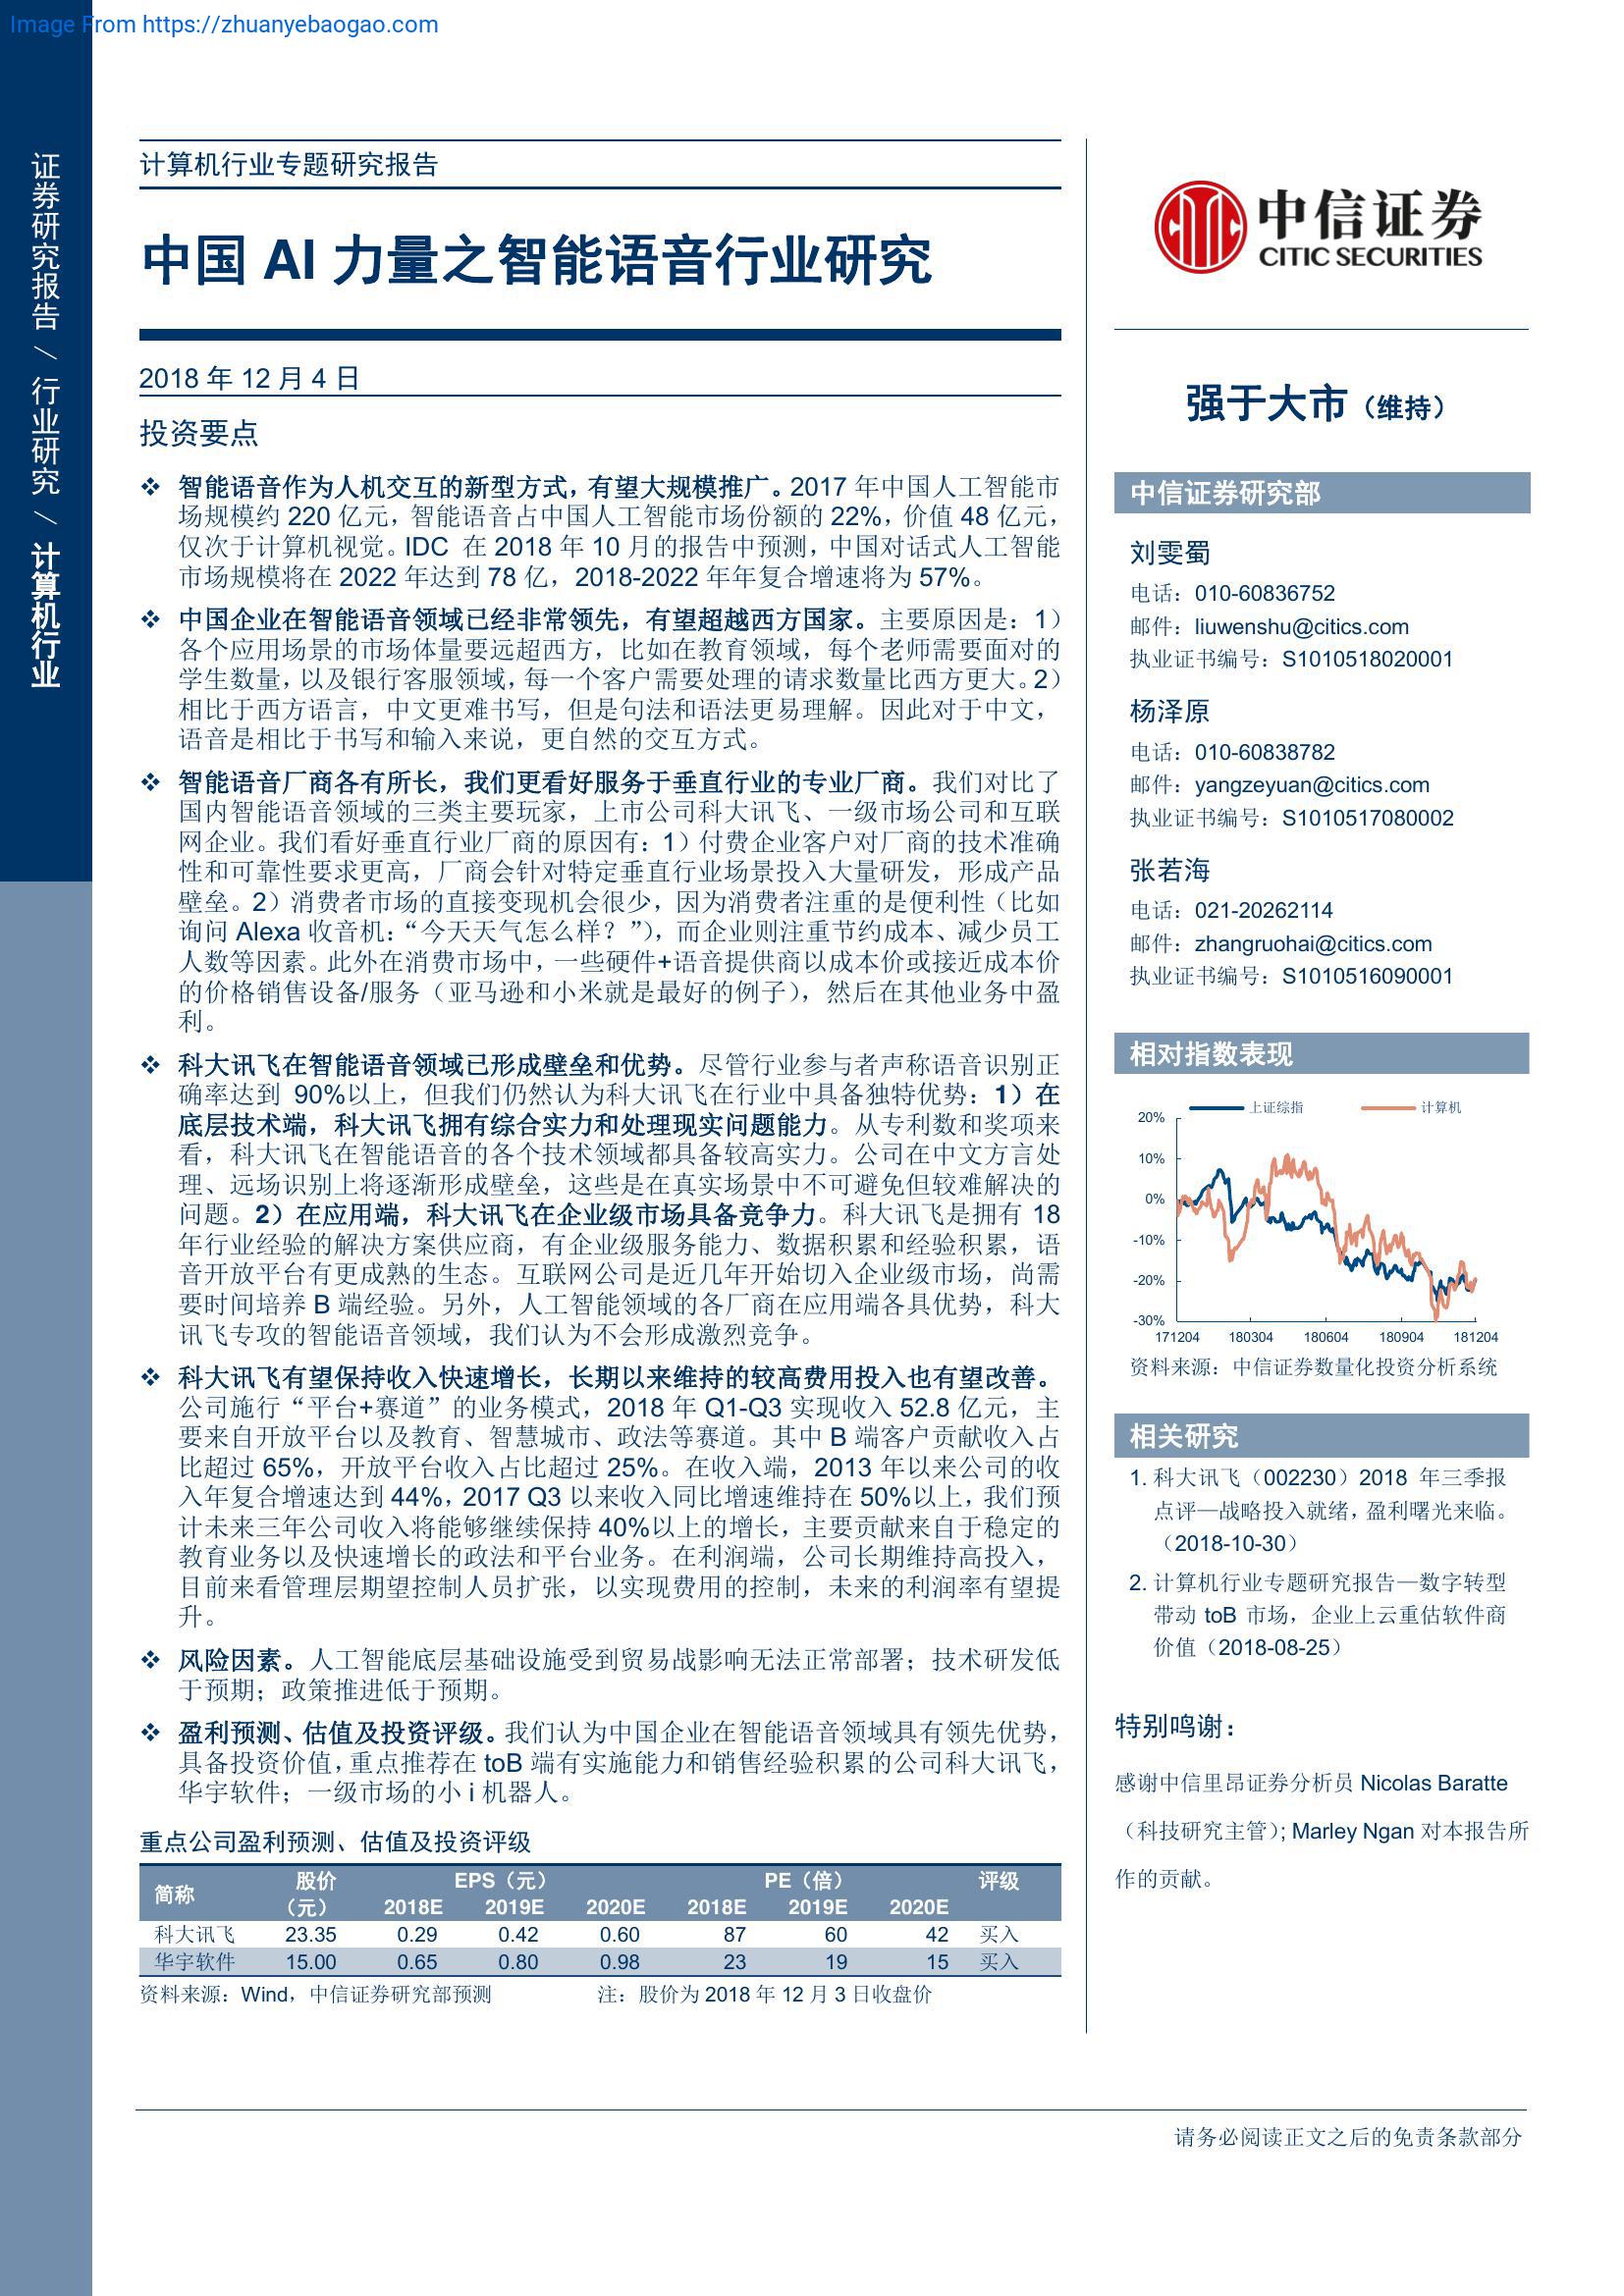 Image From https://zhuanyebaogao.com
证券研究报告／行业研究／计算机行业
计算机行业专题研究报告
中国 AI 力量之智能语音行业研究
2018 年 12 月 4 日
投资要点
❖ 智能语音作为人机交互的新型方式，有望大规模推广。2017 年中国人工智能市
场规模约 220 亿元，智能语音占中国人工智能市场份额的 22%，价值 48 亿元，
仅次于计算机视觉。IDC 在 2018 年 10 月的报告中预测，中国对话式人工智能
市场规模将在 2022 年达到 78 亿，2018-2022 年年复合增速将为 57%。
❖ 中国企业在智能语音领域已经非常领先，有望超越西方国家。主要原因是：1）
各个应用场景的市场体量要远超西方，比如在教育领域，每个老师需要面对的
学生数量，以及银行客服领域，每一个客户需要处理的请求数量比西方更大。2）
相比于西方语言，中文更难书写，但是句法和语法更易理解。因此对于中文，
语音是相比于书写和输入来说，更自然的交互方式。
❖ 智能语音厂商各有所长，我们更看好服务于垂直行业的专业厂商。我们对比了
国内智能语音领域的三类主要玩家，上市公司科大讯飞、一级市场公司和互联
网企业。我们看好垂直行业厂商的原因有：1）付费企业客户对厂商的技术准确
性和可靠性要求更高，厂商会针对特定垂直行业场景投入大量研发，形成产品
壁垒。2）消费者市场的直接变现机会很少，因为消费者注重的是便利性（比如
询问 Alexa 收音机：“今天天气怎么样？”），而企业则注重节约成本、减少员工
人数等因素。此外在消费市场中，一些硬件+语音提供商以成本价或接近成本价
的价格销售设备/服务（亚马逊和小米就是最好的例子），然后在其他业务中盈
利。
❖ 科大讯飞在智能语音领域已形成壁垒和优势。尽管行业参与者声称语音识别正
确率达到 90%以上，但我们仍然认为科大讯飞在行业中具备独特优势：1）在
底层技术端，科大讯飞拥有综合实力和处理现实问题能力。从专利数和奖项来
看，科大讯飞在智能语音的各个技术领域都具备较高实力。公司在中文方言处
理、远场识别上将逐渐形成壁垒，这些是在真实场景中不可避免但较难解决的
问题。2）在应用端，科大讯飞在企业级市场具备竞争力。科大讯飞是拥有 18
年行业经验的解决方案供应商，有企业级服务能力、数据积累和经验积累，语
音开放平台有更成熟的生态。互联网公司是近几年开始切入企业级市场，尚需
要时间培养 B 端经验。另外，人工智能领域的各厂商在应用端各具优势，科大
讯飞专攻的智能语音领域，我们认为不会形成激烈竞争。
❖ 科大讯飞有望保持收入快速增长，长期以来维持的较高费用投入也有望改善。
公司施行“平台+赛道”的业务模式，2018 年 Q1-Q3 实现收入 52.8 亿元，主
要来自开放平台以及教育、智慧城市、政法等赛道。其中 B 端客户贡献收入占
比超过 65%，开放平台收入占比超过 25%。在收入端，2013 年以来公司的收
入年复合增速达到 44%，2017 Q3 以来收入同比增速维持在 50%以上，我们预
计未来三年公司收入将能够继续保持 40%以上的增长，主要贡献来自于稳定的
教育业务以及快速增长的政法和平台业务。在利润端，公司长期维持高投入，
目前来看管理层期望控制人员扩张，以实现费用的控制，未来的利润率有望提
升。
❖ 风险因素。人工智能底层基础设施受到贸易战影响无法正常部署；技术研发低
于预期；政策推进低于预期。
❖ 盈利预测、估值及投资评级。我们认为中国企业在智能语音领域具有领先优势，
具备投资价值，重点推荐在 toB 端有实施能力和销售经验积累的公司科大讯飞，
华宇软件；一级市场的小 i 机器人。
重点公司盈利预测、估值及投资评级
简称 股价（元） EPS（元） PE（倍） 评级
2018E 2019E 2020E 2018E 2019E 2020E
科大讯飞 23.35 0.29 0.42 0.60 87 60 42 买入
华宇软件 15.00 0.65 0.80 0.98 23 19 15 买入
资料来源：Wind，中信证券研究部预测 注：股价为 2018 年 12 月 3 日收盘价
中信证券
CITIC SECURITIES
强于大市（维持）
中信证券研究部
刘雯蜀
电话：010-60836752
邮件：liuwenshu@citics.com
执业证书编号：S1010518020001
杨泽原
电话：010-60838782
邮件：yangzeyuan@citics.com
执业证书编号：S1010517080002
张若海
电话：021-20262114
邮件：zhangruohai@citics.com
执业证书编号：S1010516090001
相对指数表现
上证综指 计算机
20%
10%
0%
-10%
-20%
-30%
171204 180304 180604 180904 181204
资料来源：中信证券数量化投资分析系统
相关研究
1. 科大讯飞（002230）2018 年三季报
点评—战略投入就绪，盈利曙光来临。
（2018-10-30）
2. 计算机行业专题研究报告—数字转型
带动 toB 市场，企业上云重估软件商
价值（2018-08-25）
特别鸣谢：
感谢中信里昂证券分析员 Nicolas Baratte
（科技研究主管）; Marley Ngan 对本报告所
作的贡献。
请务必阅读正文之后的免责条款部分